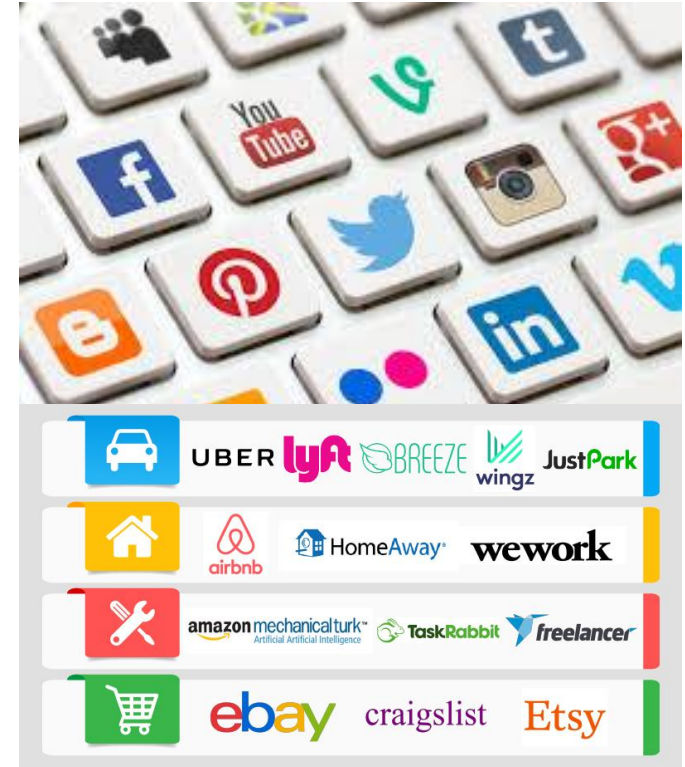 t
You
Tube
g+
f
in
UBER lyft BREEZE wingz JustPark
airbnb HomeAway wework
amazon mechanical turk™
Artificial Artificial Intelligence
TaskRabbit freelancer
ebay craigslist Etsy